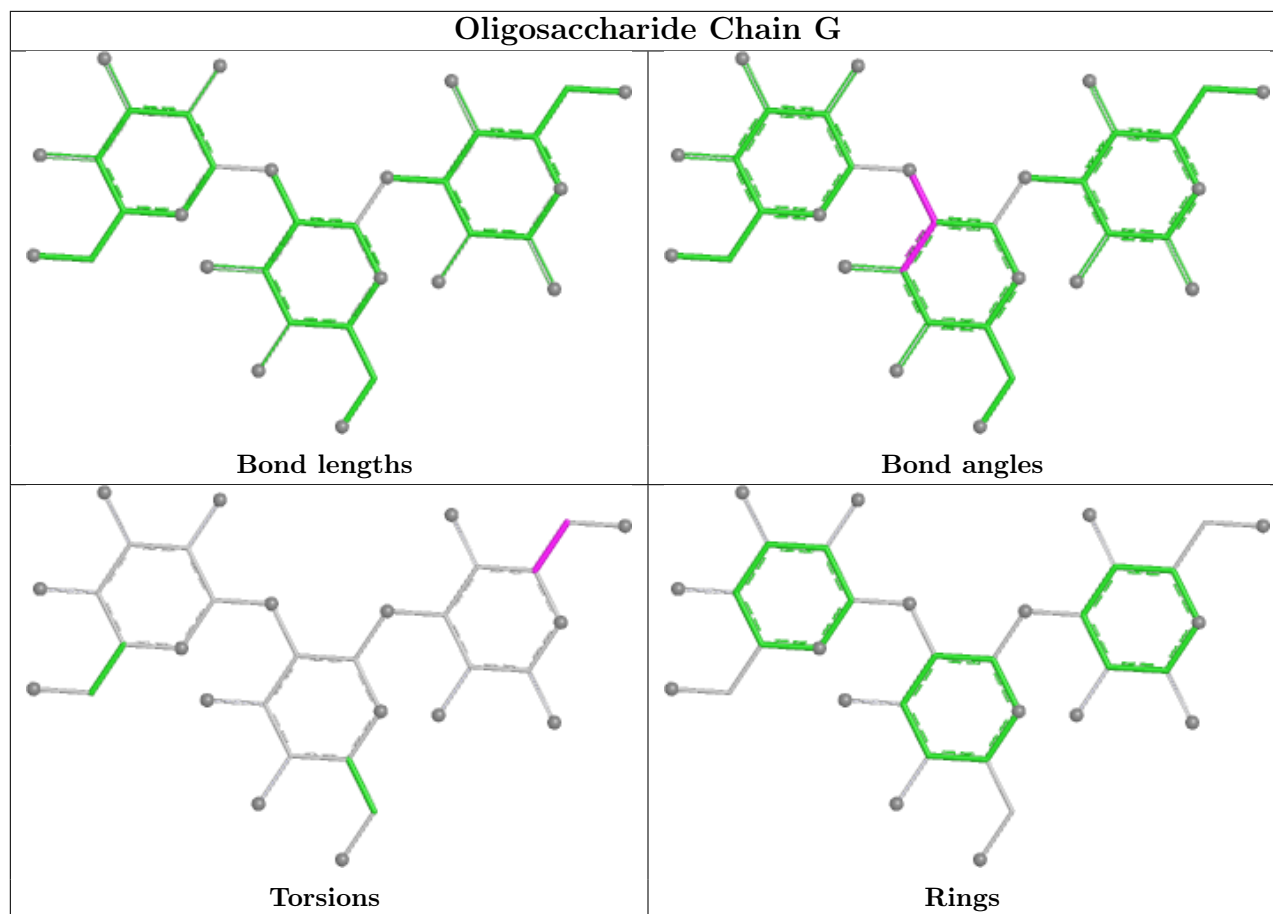 Oligosaccharide Chain G
Bond lengths
Bond angles
Torsions
Rings